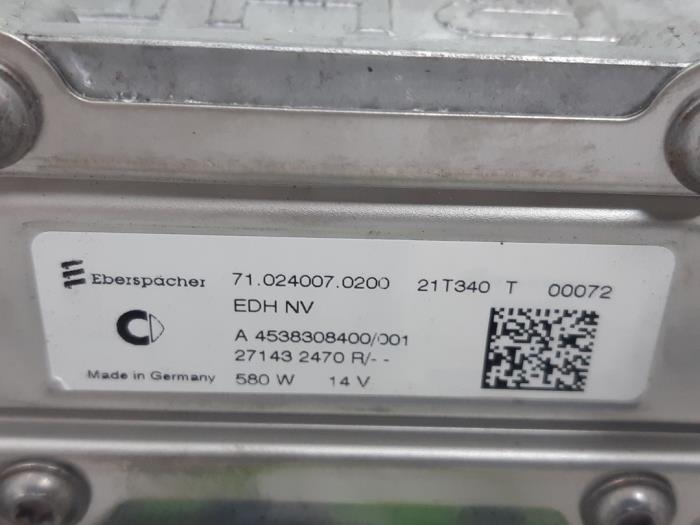 Eberspächer 71.024007.0200 21T340 T 00072
EDH NV
A 4538308400/001
27143 2470 R/--
Made in Germany 580 W 14 V